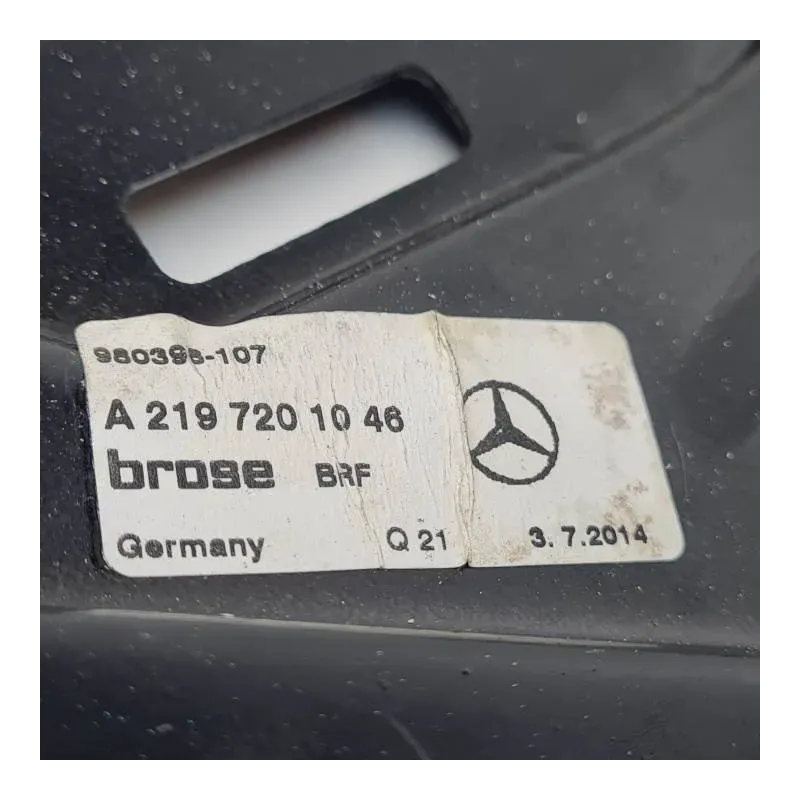 980396-107
A 219 720 10 46
brose BRF
Germany Q 21 3. 7.2014